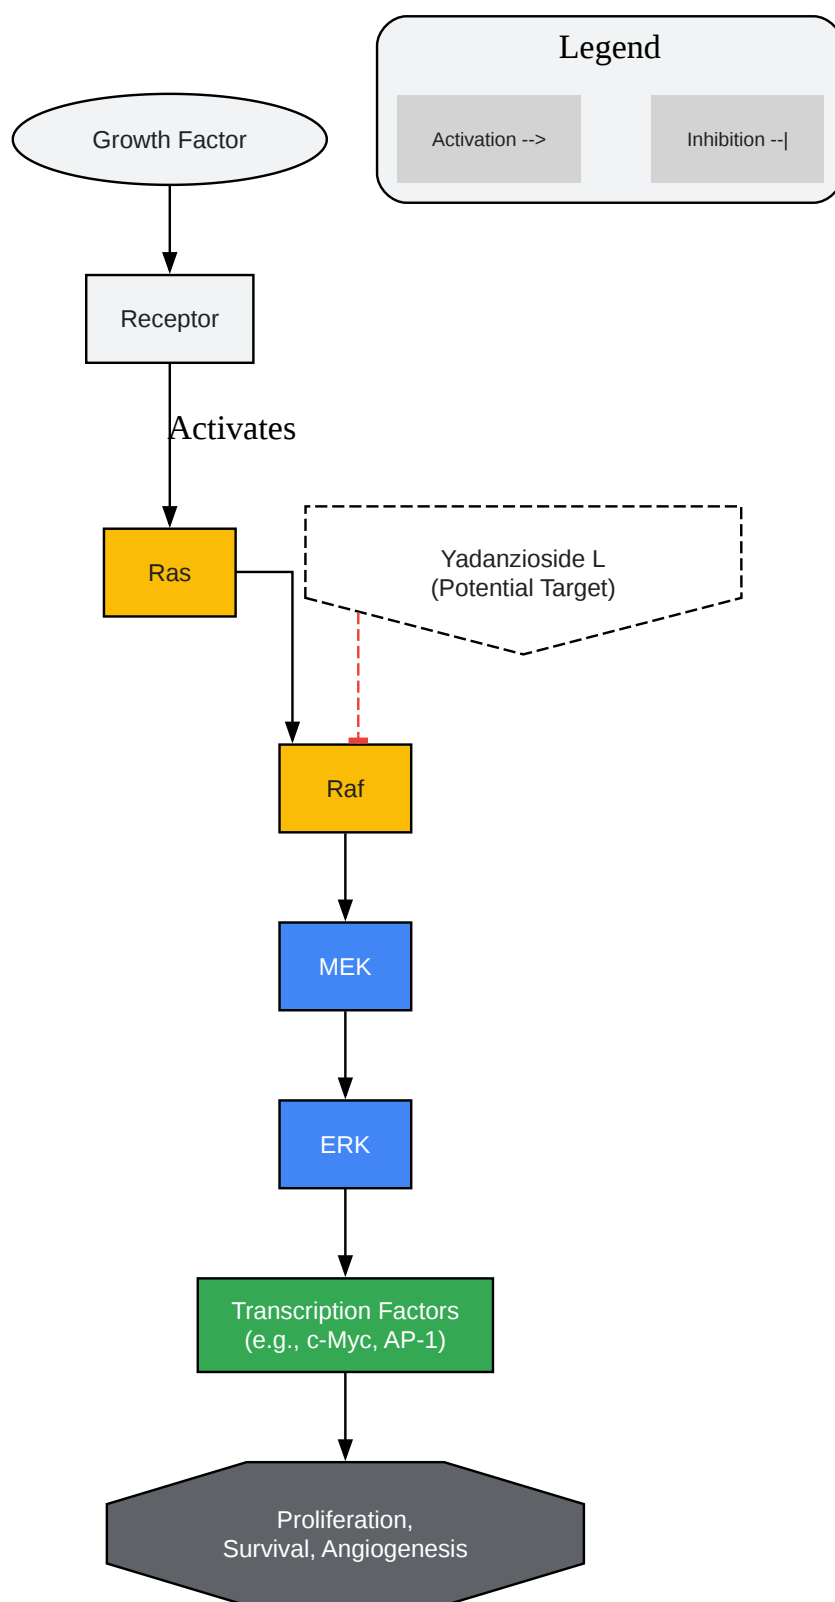 Legend
Activation -->
Inhibition --|
Growth Factor
Receptor
Activates
Ras
Yadanzioside L
(Potential Target)
Raf
MEK
ERK
Transcription Factors
(e.g., c-Myc, AP-1)
Proliferation,
Survival, Angiogenesis